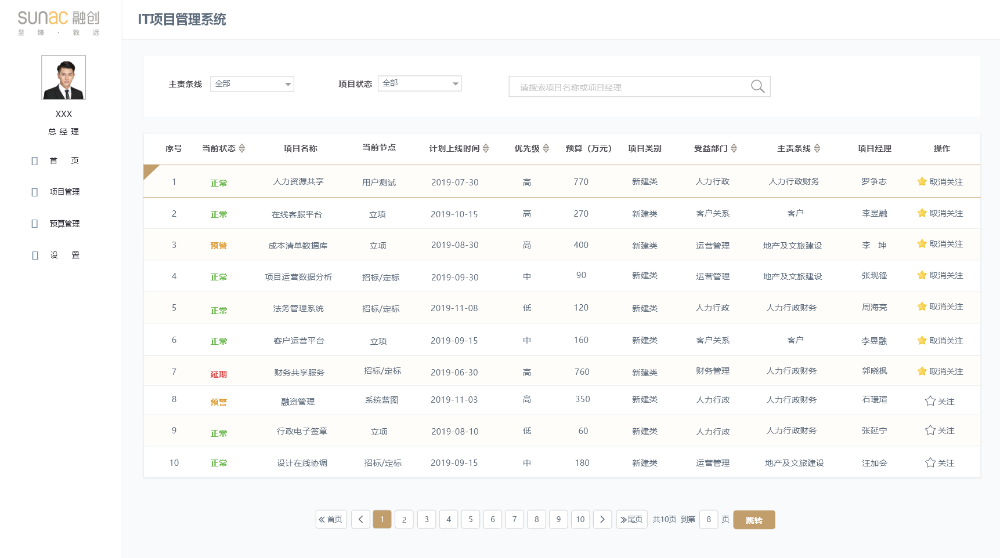 sunac 融创
至 臻 · 致 远
IT项目管理系统
XXX
总 经 理
首 页
项目管理
预算管理
设 置
主责条线 全部 项目状态 全部 请搜索项目名称或项目经理
序号 当前状态 项目名称 当前节点 计划上线时间 优先级 预算（万元） 项目类别 受益部门 主责条线 项目经理 操作
1 正常 人力资源共享 用户测试 2019-07-30 高 770 新建类 人力行政 人力行政财务 罗争志 取消关注
2 正常 在线客服平台 立项 2019-10-15 高 270 新建类 客户关系 客户 李昱融 取消关注
3 预警 成本清单数据库 立项 2019-08-30 高 400 新建类 运营管理 地产及文旅建设 李 坤 取消关注
4 正常 项目运营数据分析 招标/定标 2019-09-30 中 90 新建类 运营管理 地产及文旅建设 张现锋 取消关注
5 正常 法务管理系统 招标/定标 2019-11-08 低 120 新建类 人力行政 人力行政财务 周海亮 取消关注
6 正常 客户运营平台 立项 2019-09-15 中 160 新建类 客户关系 客户 李昱融 取消关注
7 延期 财务共享服务 招标/定标 2019-06-30 高 760 新建类 财务管理 人力行政财务 郭晓枫 取消关注
8 预警 融资管理 系统蓝图 2019-11-03 高 350 新建类 人力行政 人力行政财务 石瑷瑄 关注
9 正常 行政电子签章 立项 2019-08-10 低 60 新建类 人力行政 人力行政财务 张延宁 关注
10 正常 设计在线协调 招标/定标 2019-09-15 中 180 新建类 运营管理 地产及文旅建设 汪加会 关注
首页 1 2 3 4 5 6 7 8 9 10 尾页 共10页 到第 8 页 跳转